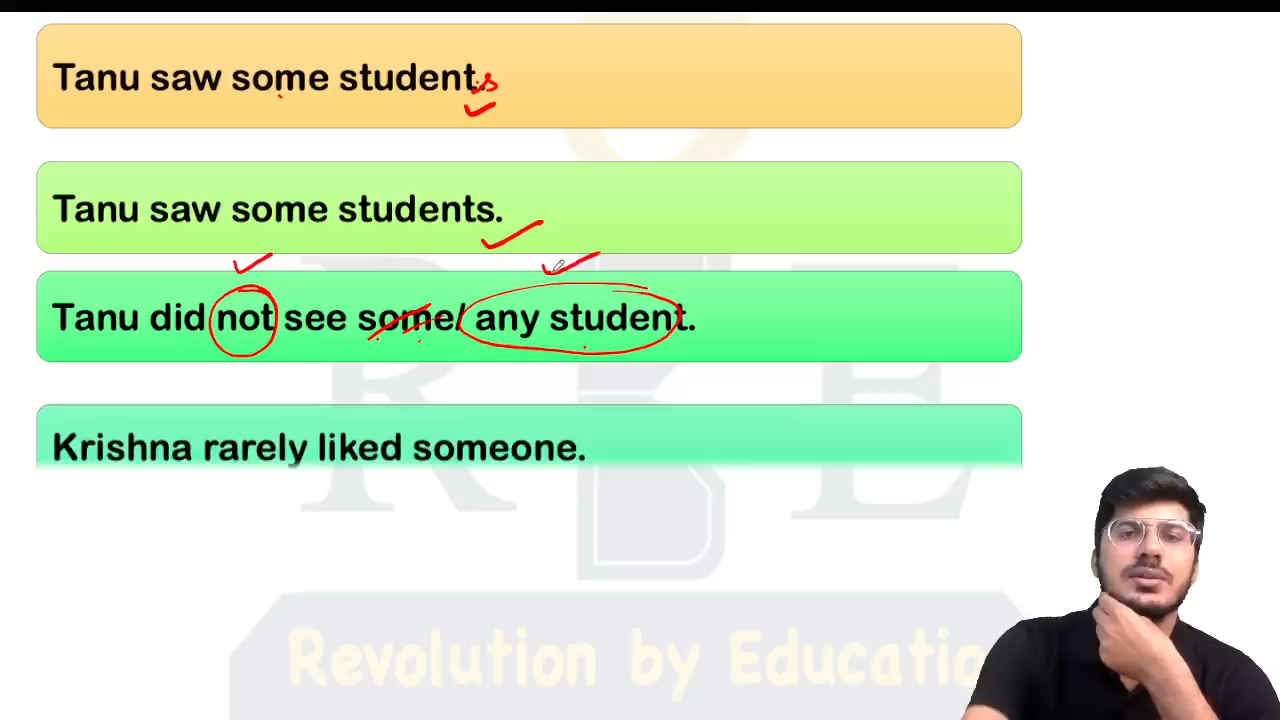 Tanu saw some student.s
Tanu saw some students.
Tanu did not see some/ any student.
Krishna rarely liked someone.
R B E
Revolution by Educatio